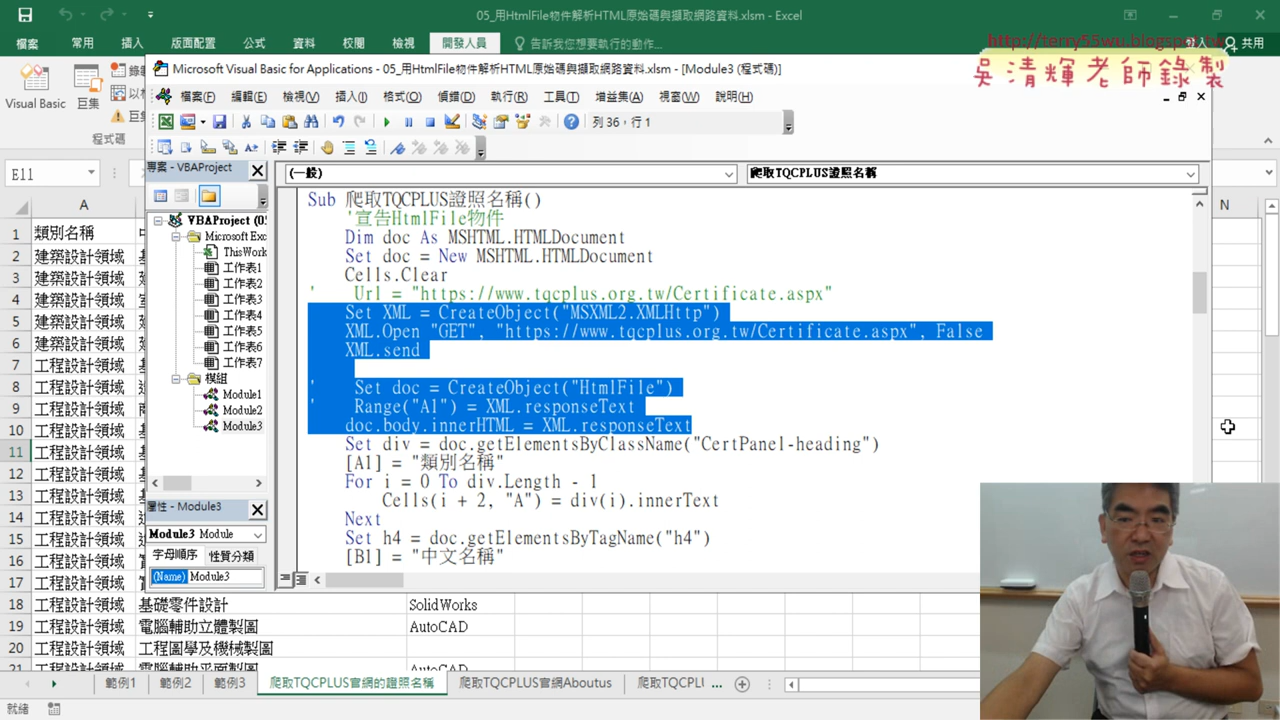 05_用HtmlFile物件解析HTML原始碼與擷取網路資料.xlsm - Excel
檔案 常用 插入 版面配置 公式 資料 校閱 檢視 開發人員 告訴我您想要執行的動作... 共用
http://terry55wu.blogspot.tw
吳清輝老師錄製
Visual Basic 巨集
程式碼
Microsoft Visual Basic for Applications - 05_用HtmlFile物件解析HTML原始碼與擷取網路資料.xlsm - [Module3 (程式碼)]
檔案(F) 編輯(E) 檢視(V) 插入(I) 格式(O) 偵錯(D) 執行(R) 工具(T) 增益集(A) 視窗(W) 說明(H)
列 36，行 1
E11
專案 - VBAProject
VBAProject (05
Microsoft Exc
ThisWork
工作表1
工作表2
工作表3
工作表4
工作表5
工作表6
工作表7
模組
Module1
Module2
Module3
屬性 - Module3
Module3 Module
字母順序 性質分類
(Name) Module3
(一般) 爬取TQCPLUS證照名稱
Sub 爬取TQCPLUS證照名稱()
'宣告HtmlFile物件
Dim doc As MSHTML.HTMLDocument
Set doc = New MSHTML.HTMLDocument
Cells.Clear
' Url = "https://www.tqcplus.org.tw/Certificate.aspx"
Set XML = CreateObject("MSXML2.XMLHttp")
XML.Open "GET", "https://www.tqcplus.org.tw/Certificate.aspx", False
XML.send
' Set doc = CreateObject("HtmlFile")
' Range("A1") = XML.responseText
doc.body.innerHTML = XML.responseText
Set div = doc.getElementsByClassName("CertPanel-heading")
[A1] = "類別名稱"
For i = 0 To div.Length - 1
Cells(i + 2, "A") = div(i).innerText
Next
Set h4 = doc.getElementsByTagName("h4")
[B1] = "中文名稱"
A N
1 類別名稱
2 建築設計領域
3 建築設計領域
4 建築設計領域
5 建築設計領域
6 建築設計領域
7 工程設計領域
8 工程設計領域
9 工程設計領域
10 工程設計領域
11 工程設計領域
12 工程設計領域
13 工程設計領域
14 工程設計領域
15 工程設計領域
16 工程設計領域
17 工程設計領域
18 工程設計領域 基礎零件設計 SolidWorks
19 工程設計領域 電腦輔助立體製圖 AutoCAD
20 工程設計領域 工程圖學及機械製圖
21 工程設計領域 電腦輔助平面製圖 AutoCAD
範例1 範例2 範例3 爬取TQCPLUS官網的證照名稱 爬取TQCPLUS官網Aboutus 爬取TQCPLU ...
就緒